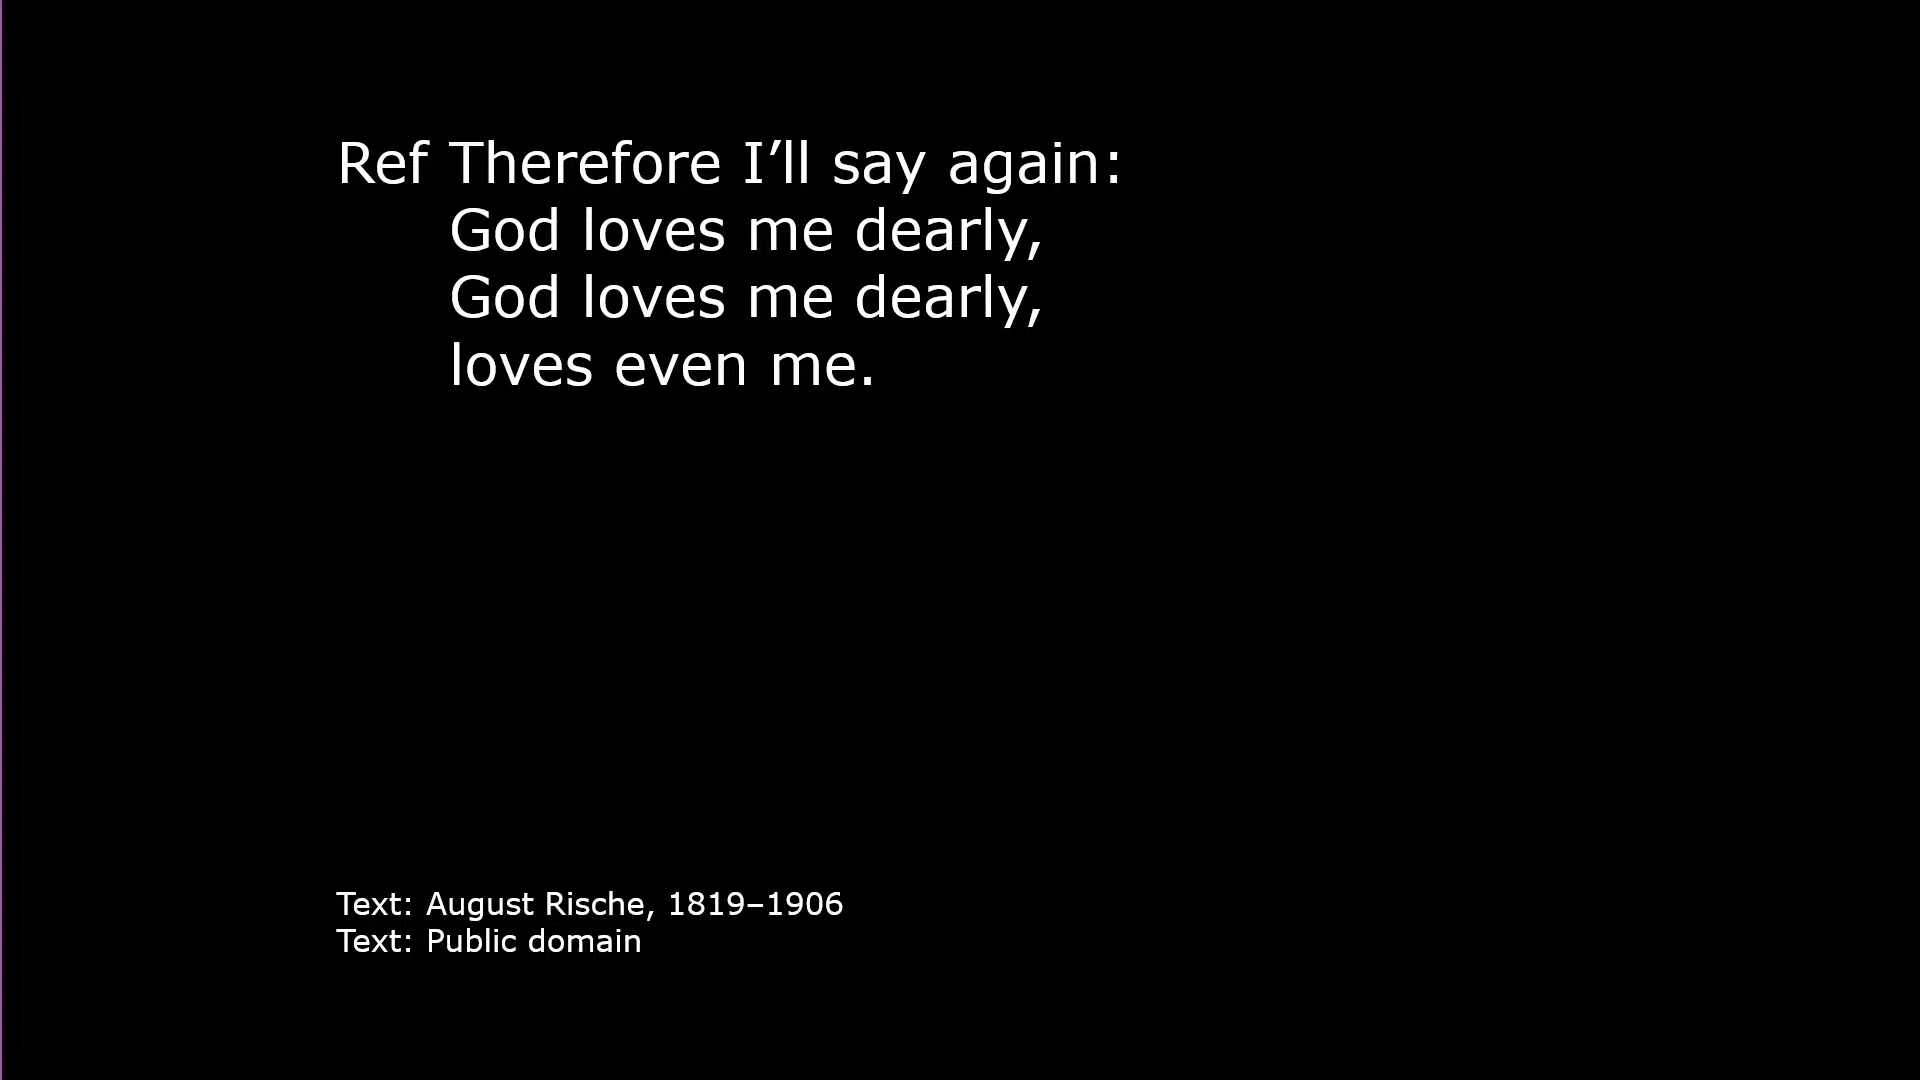 Ref Therefore I’ll say again:
God loves me dearly,
God loves me dearly,
loves even me.
Text: August Rische, 1819–1906
Text: Public domain